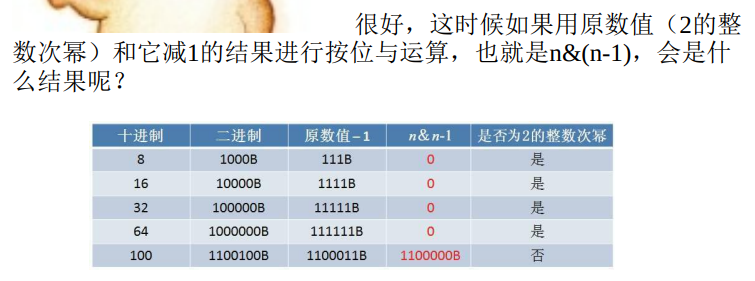 很好，这时候如果用原数值（2的整
数次幂）和它减1的结果进行按位与运算，也就是n&(n-1)，会是什
么结果呢？
十进制 二进制 原数值－1 n&n-1 是否为2的整数次幂
8 1000B 111B 0 是
16 10000B 1111B 0 是
32 100000B 11111B 0 是
64 1000000B 111111B 0 是
100 1100100B 1100011B 1100000B 否